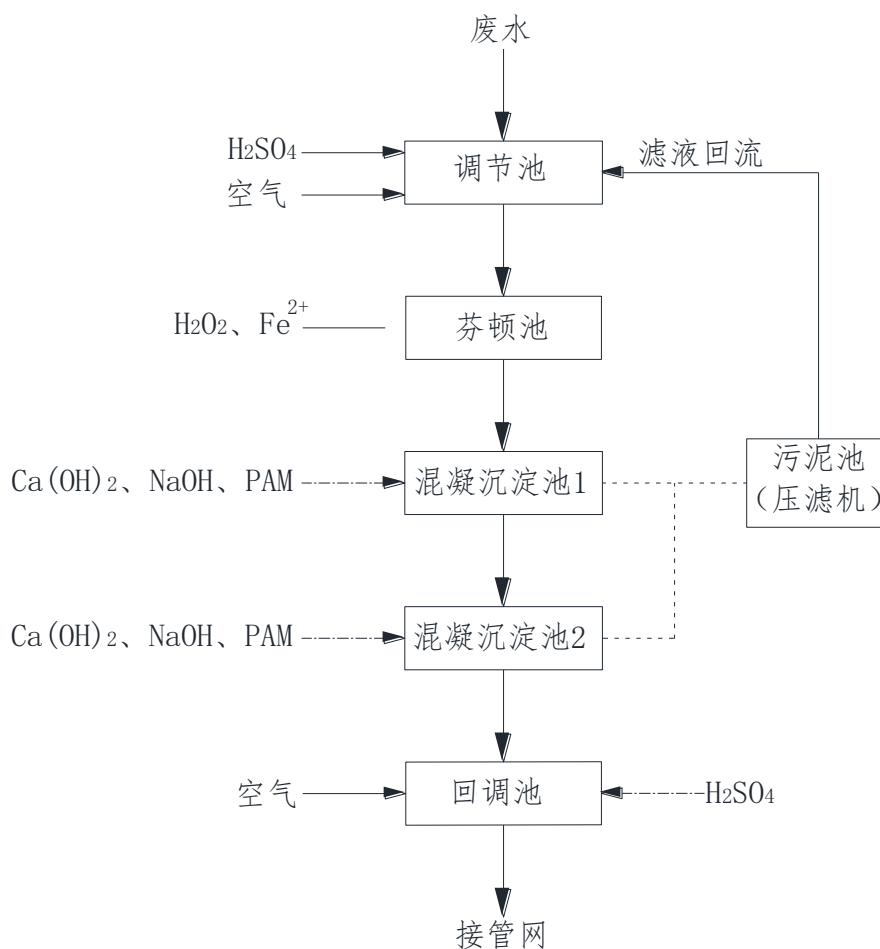 废水
H2SO4
空气
调节池
滤液回流
H2O2、Fe2+
芬顿池
Ca(OH)2、NaOH、PAM
混凝沉淀池1
污泥池
（压滤机）
Ca(OH)2、NaOH、PAM
混凝沉淀池2
空气
回调池
H2SO4
接管网